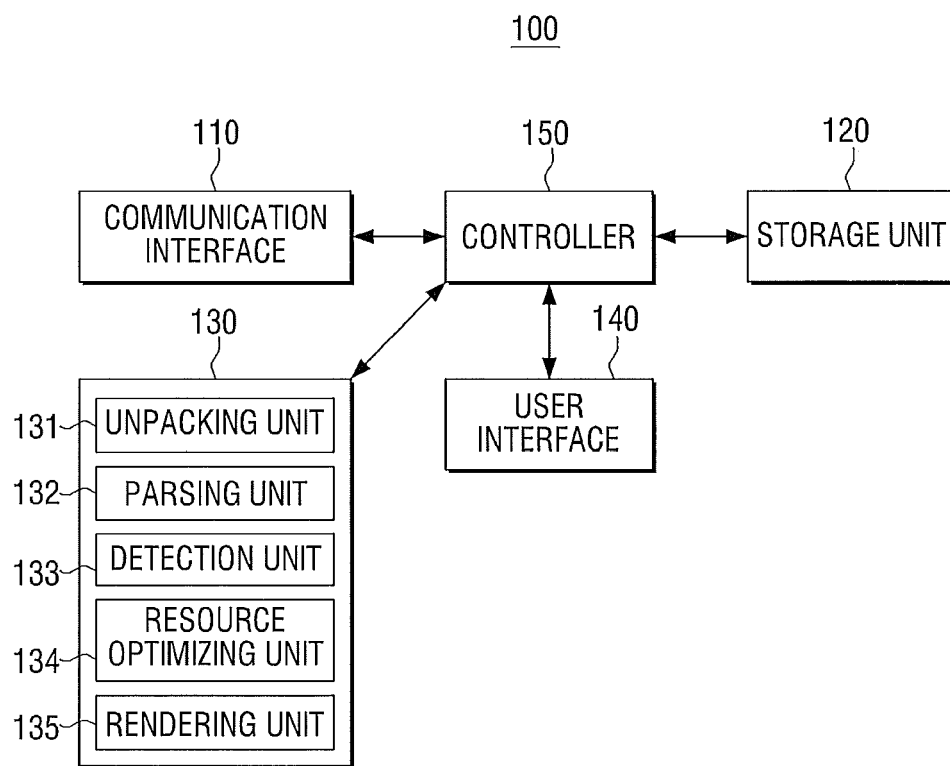 100
110
150
120
COMMUNICATION
INTERFACE
CONTROLLER
STORAGE UNIT
130
140
131
UNPACKING UNIT
USER
INTERFACE
132
PARSING UNIT
133
DETECTION UNIT
134
RESOURCE
OPTIMIZING UNIT
135
RENDERING UNIT